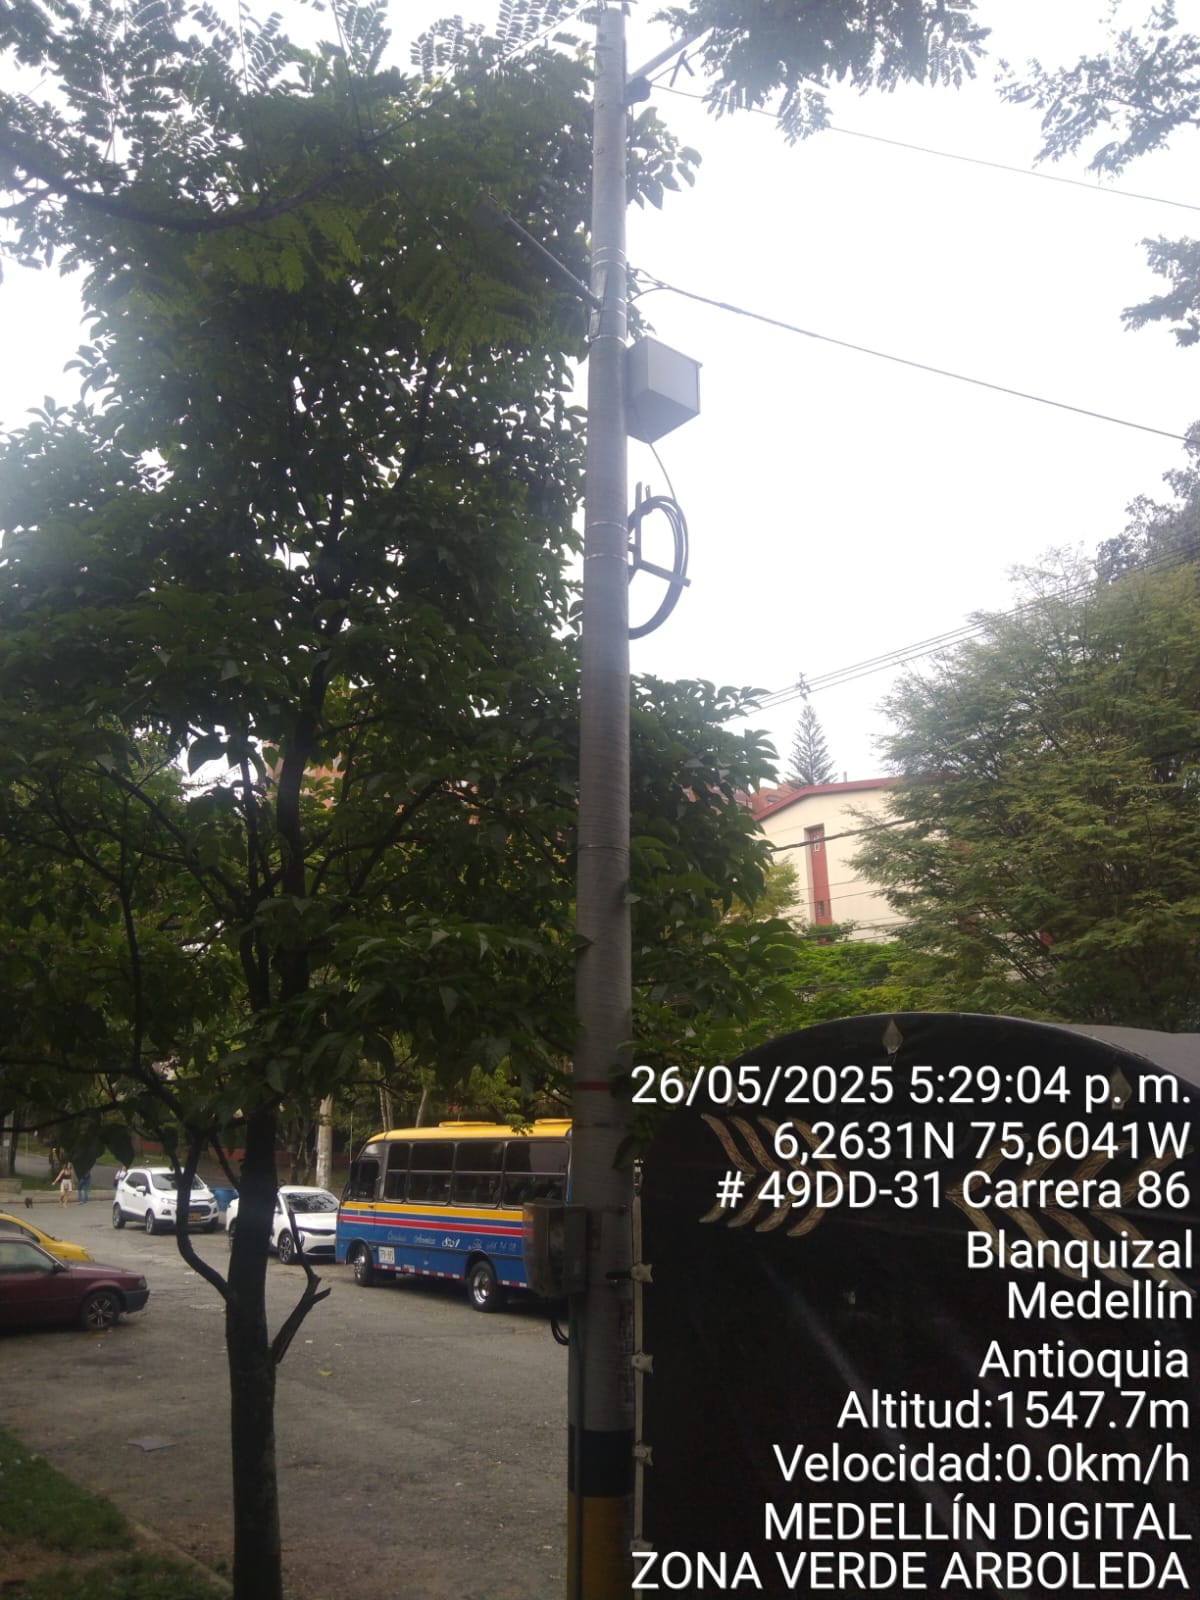 26/05/2025 5:29:04 p. m.
6,2631N 75,6041W
# 49DD-31 Carrera 86
Blanquizal
Medellín
Antioquia
Altitud:1547.7m
Velocidad:0.0km/h
MEDELLÍN DIGITAL
ZONA VERDE ARBOLEDA